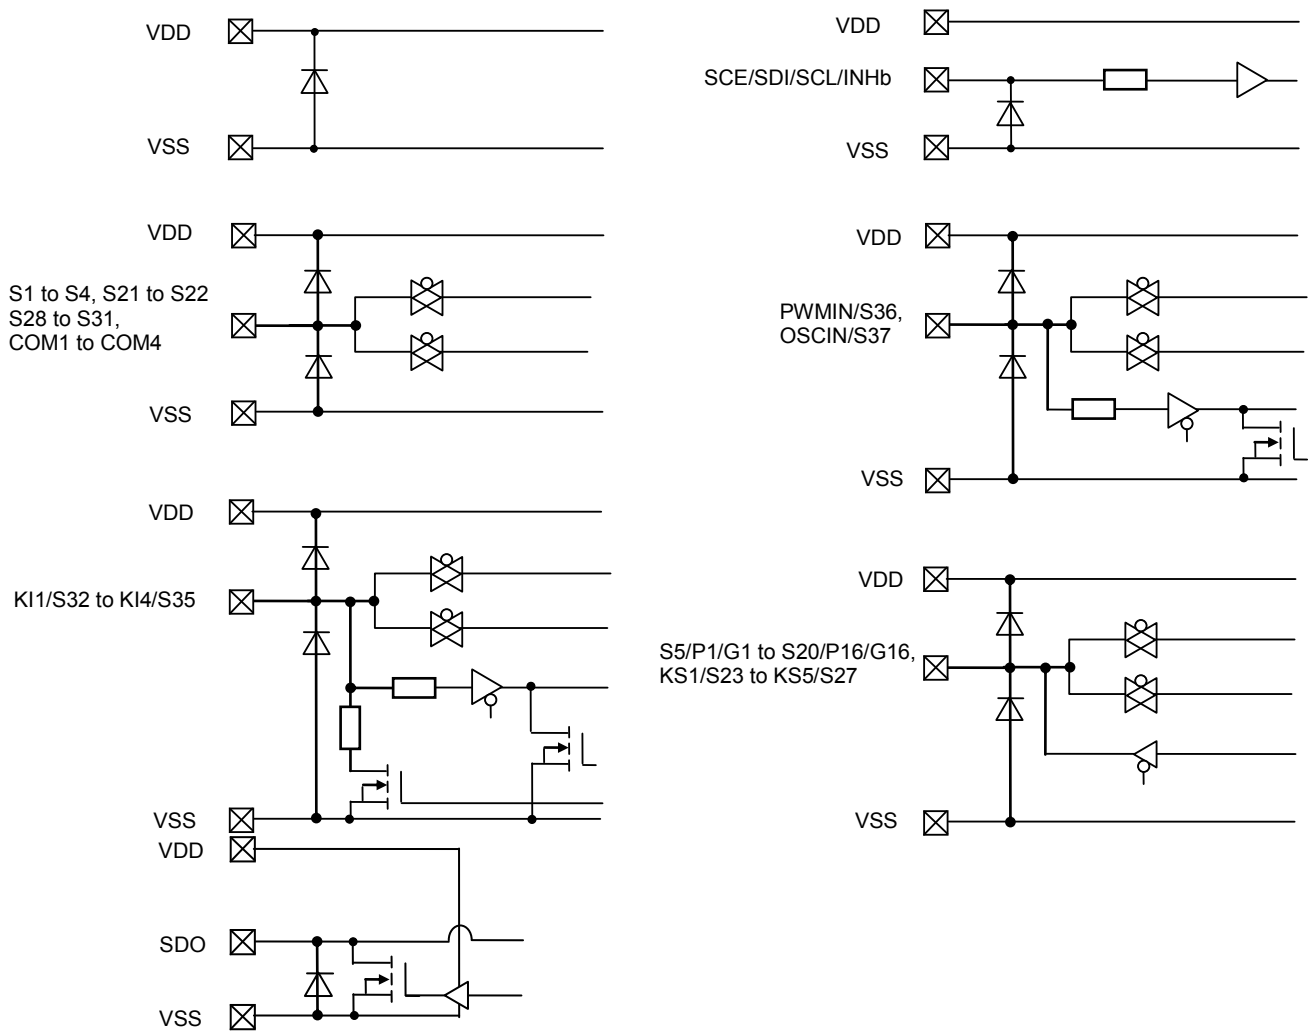 VDD
VSS
VDD
S1 to S4, S21 to S22
S28 to S31,
COM1 to COM4
VSS
VDD
KI1/S32 to KI4/S35
VSS
VDD
SDO
VSS
VDD
SCE/SDI/SCL/INHb
VSS
VDD
PWMIN/S36,
OSCIN/S37
VSS
VDD
S5/P1/G1 to S20/P16/G16,
KS1/S23 to KS5/S27
VSS